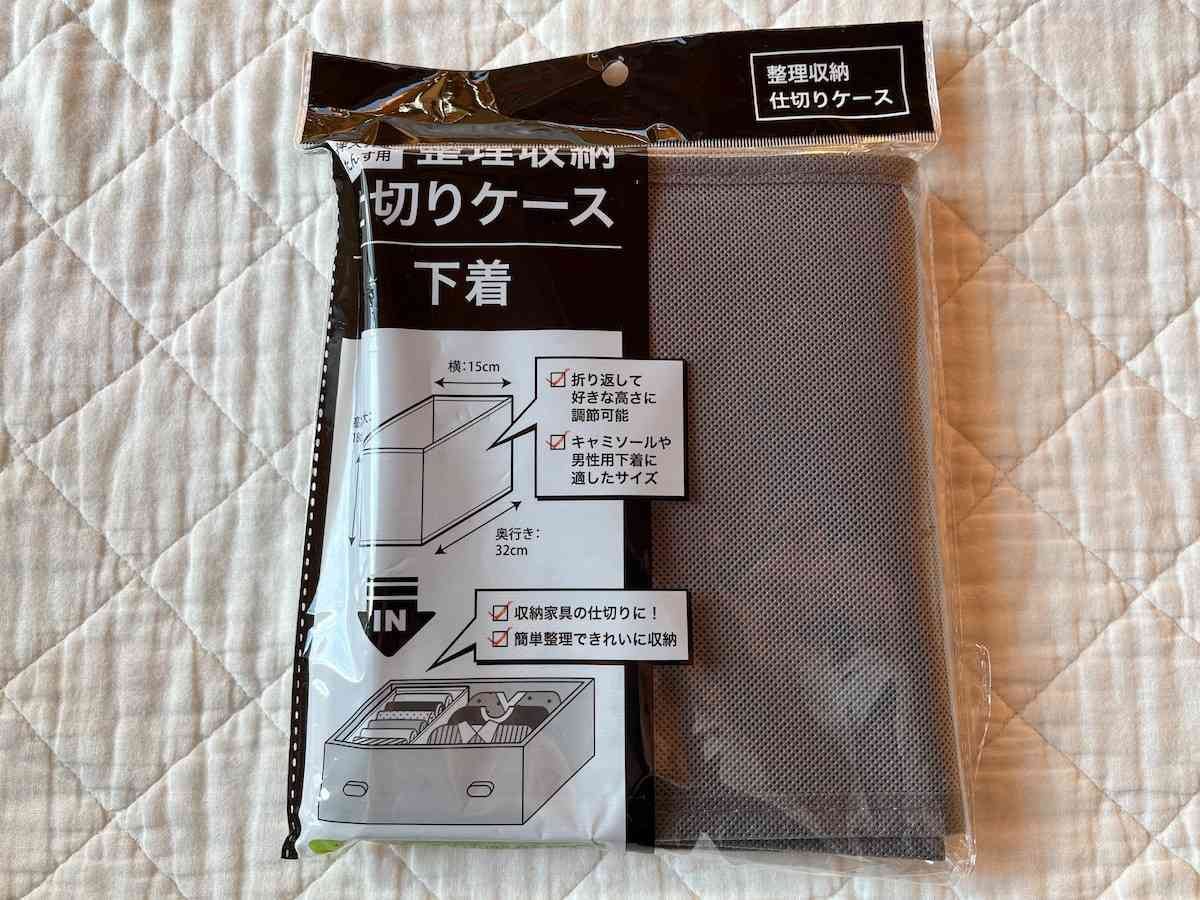 整理収納
仕切りケース
す用
整理収納
切りケース
下着
横:15cm
折り返して
好きな高さに
調節可能
キャミソールや
男性用下着に
適したサイズ
奥行き:
32cm
IN
収納家具の仕切りに!
簡単整理できれいに収納